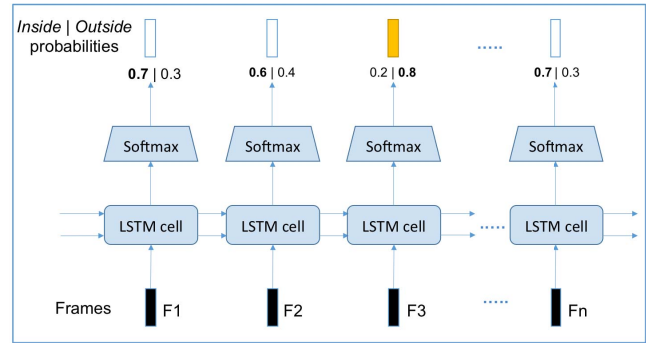 Inside | Outside
probabilities
.....
0.7 | 0.3
0.6 | 0.4
0.2 | 0.8
0.7 | 0.3
Softmax
Softmax
Softmax
Softmax
LSTM cell
LSTM cell
LSTM cell
.....
LSTM cell
Frames
F1
F2
F3
.....
Fn